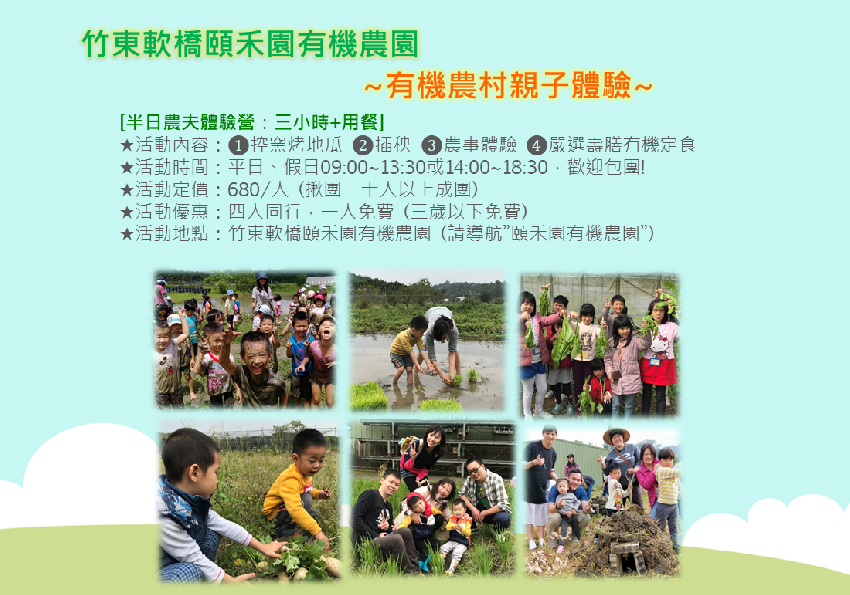 竹東軟橋頤禾園有機農園
~有機農村親子體驗~
[半日農夫體驗營：三小時+用餐]
★活動內容：❶控窯烤地瓜 ❷插秧 ❸農事體驗 ❹嚴選壽膳有機定食
★活動時間：平日、假日09:00~13:30或14:00~18:30，歡迎包團!
★活動定價：680/人 (揪團　十人以上成團)
★活動優惠：四人同行，一人免費 (三歲以下免費)
★活動地點：竹東軟橋頤禾園有機農園 (請導航”頤禾園有機農園”)